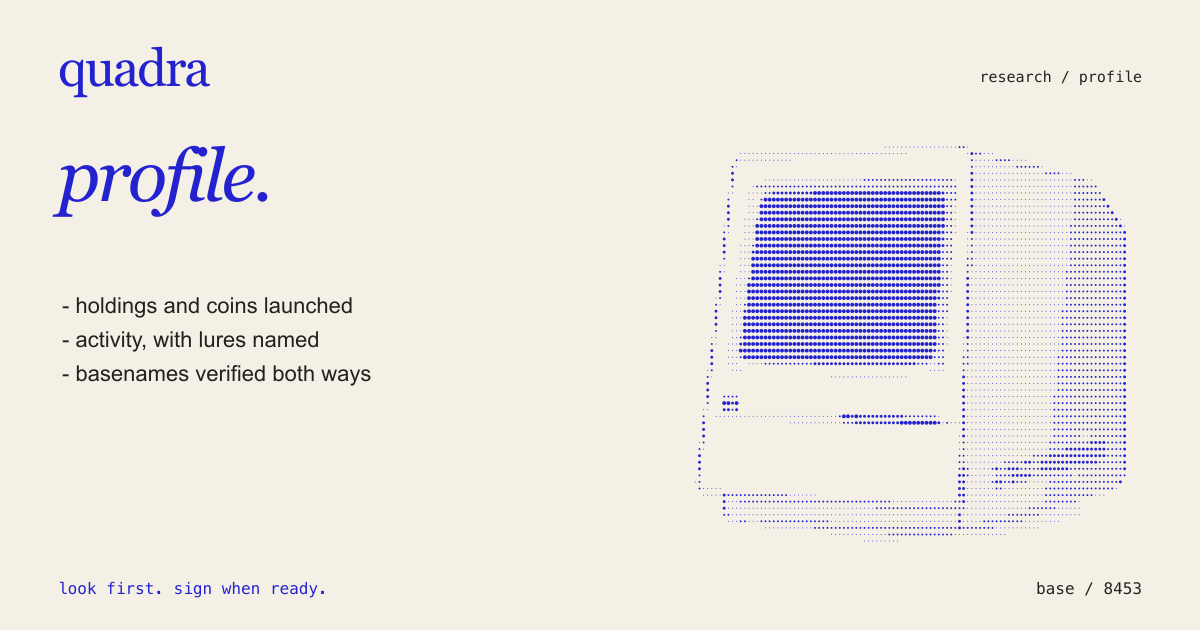 quadra
research / profile
profile.
- holdings and coins launched
- activity, with lures named
- basenames verified both ways
look first. sign when ready.
base / 8453